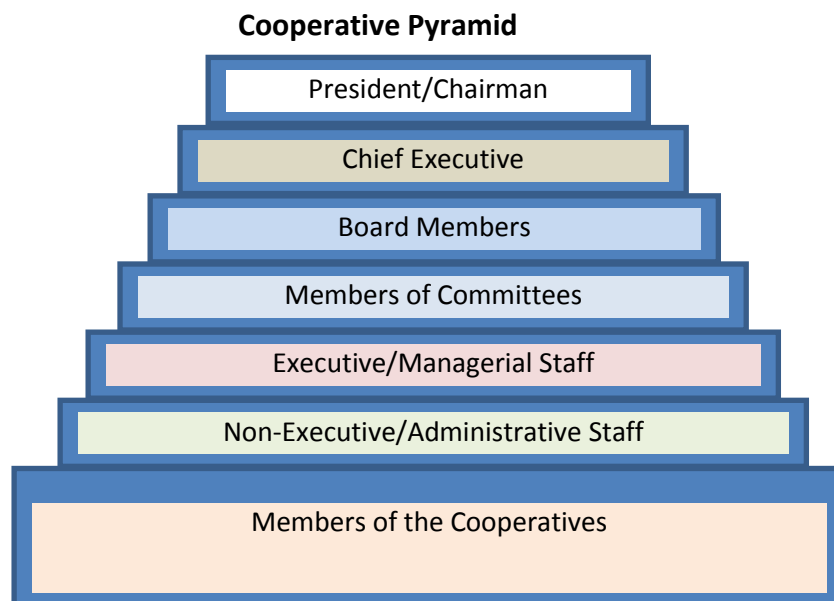 Cooperative Pyramid
President/Chairman
Chief Executive
Board Members
Members of Committees
Executive/Managerial Staff
Non-Executive/Administrative Staff
Members of the Cooperatives